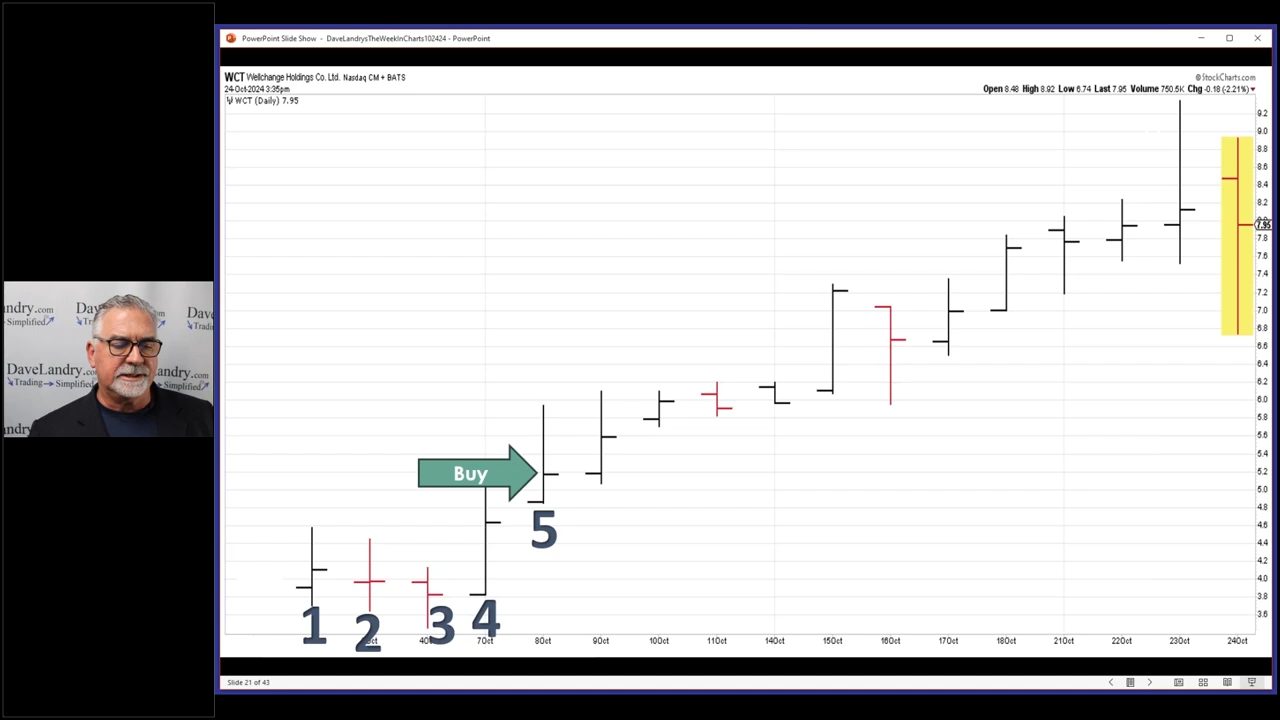 PowerPoint Slide Show - DaveLandrysTheWeekInCharts102424 - PowerPoint
WCT Wellchange Holdings Co. Ltd. Nasdaq CM + BATS
© StockCharts.com
24-Oct-2024 3:35pm
Open 8.48 High 8.92 Low 6.74 Last 7.95 Volume 750.5K Chg -0.18 (-2.21%)
WCT (Daily) 7.95
9.2
9.0
8.8
8.6
8.4
8.2
7.95
7.8
7.6
7.4
7.2
7.0
6.8
6.6
6.4
6.2
6.0
5.8
5.6
5.4
5.2
5.0
4.8
4.6
4.4
4.2
4.0
3.8
3.6
Buy
5
1 2 3 4
7Oct 8Oct 9Oct 10Oct 11Oct 14Oct 15Oct 16Oct 17Oct 18Oct 21Oct 22Oct 23Oct 24Oct
Slide 21 of 43
andry.com
Simplified
DaveLandry.com
Trading Simplified
Simplified